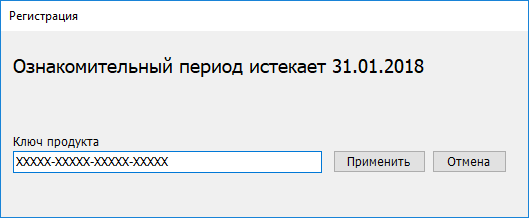 Регистрация
Ознакомительный период истекает 31.01.2018
Ключ продукта
XXXXX-XXXXX-XXXXX-XXXXX
Применить
Отмена